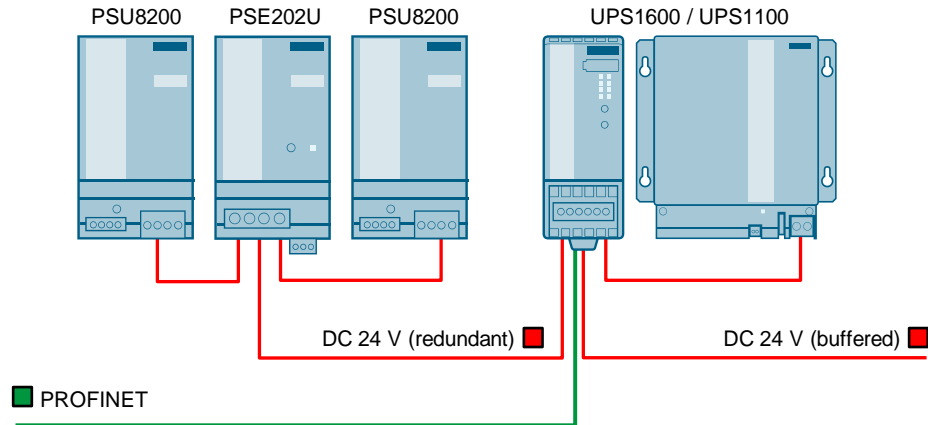 PSU8200
PSE202U
PSU8200
UPS1600 / UPS1100
DC 24 V (redundant)
DC 24 V (buffered)
PROFINET